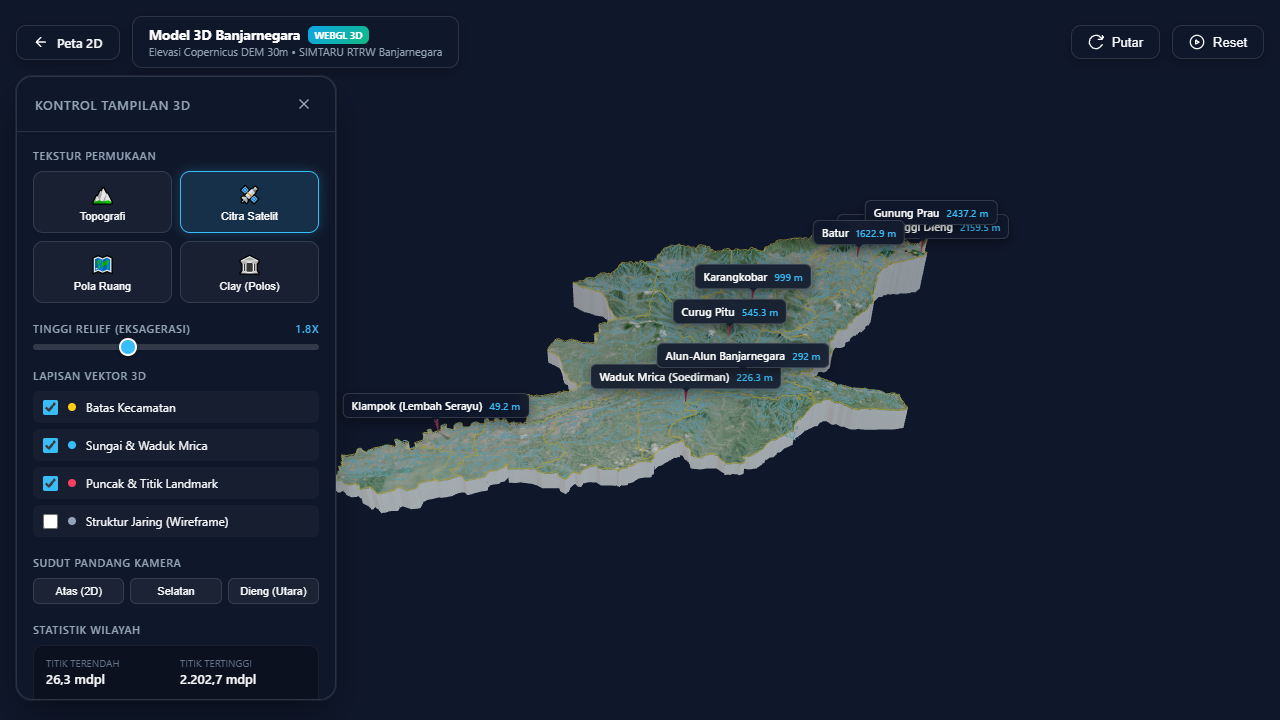 Peta 2D
Model 3D Banjarnegara WEBGL 3D
Elevasi Copernicus DEM 30m • SIMTARU RTRW Banjarnegara
Putar
Reset
KONTROL TAMPILAN 3D
TEKSTUR PERMUKAAN
Topografi
Citra Satelit
Pola Ruang
Clay (Polos)
TINGGI RELIEF (EKSAGERASI) 1.8X
LAPISAN VEKTOR 3D
Batas Kecamatan
Sungai & Waduk Mrica
Puncak & Titik Landmark
Struktur Jaring (Wireframe)
SUDUT PANDANG KAMERA
Atas (2D)
Selatan
Dieng (Utara)
STATISTIK WILAYAH
TITIK TERENDAH
26,3 mdpl
TITIK TERTINGGI
2.202,7 mdpl
Gunung Prau 2437.2 m
Dieng 2159.5 m
Batur 1622.9 m
Karangkobar 999 m
Curug Pitu 545.3 m
Alun-Alun Banjarnegara 292 m
Waduk Mrica (Soedirman) 226.3 m
Klampok (Lembah Serayu) 49.2 m